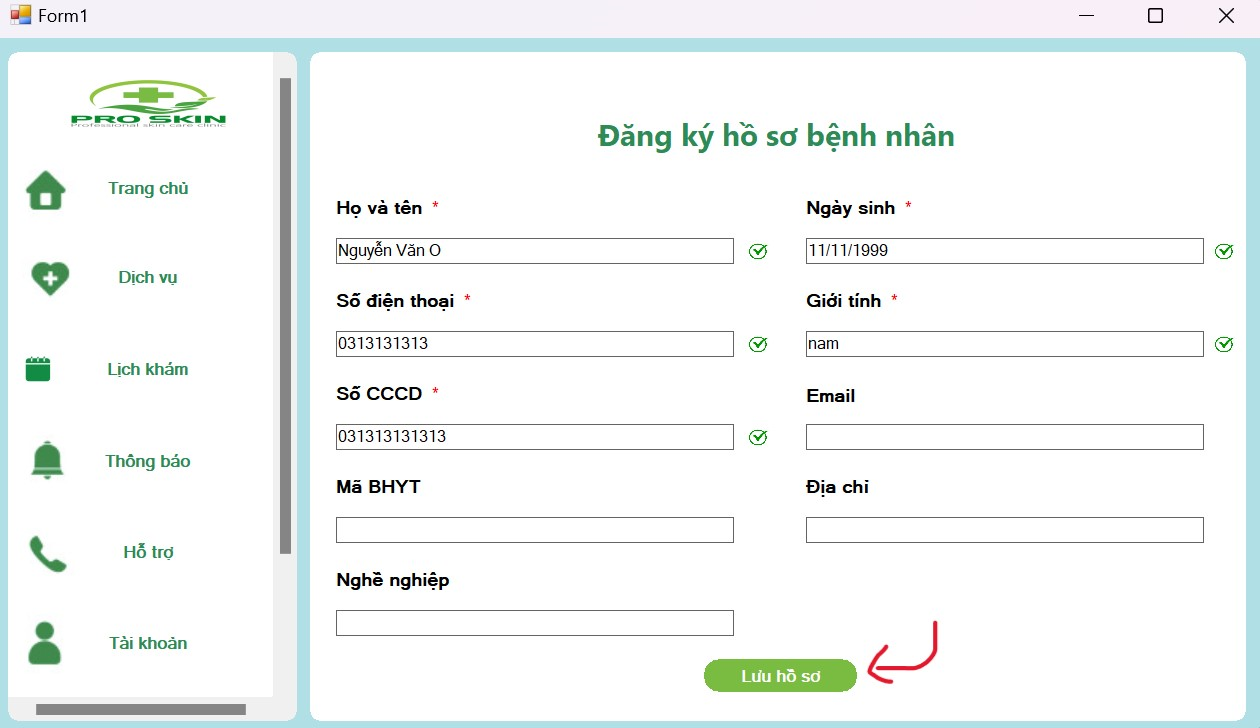 Form1
PRO SKIN
Professional skin care clinic
Trang chủ
Dịch vụ
Lịch khám
Thông báo
Hỗ trợ
Tài khoản
Đăng ký hồ sơ bệnh nhân
Họ và tên *
Nguyễn Văn O
Ngày sinh *
11/11/1999
Số điện thoại *
0313131313
Giới tính *
nam
Số CCCD *
031313131313
Email
Mã BHYT
Địa chỉ
Nghề nghiệp
Lưu hồ sơ